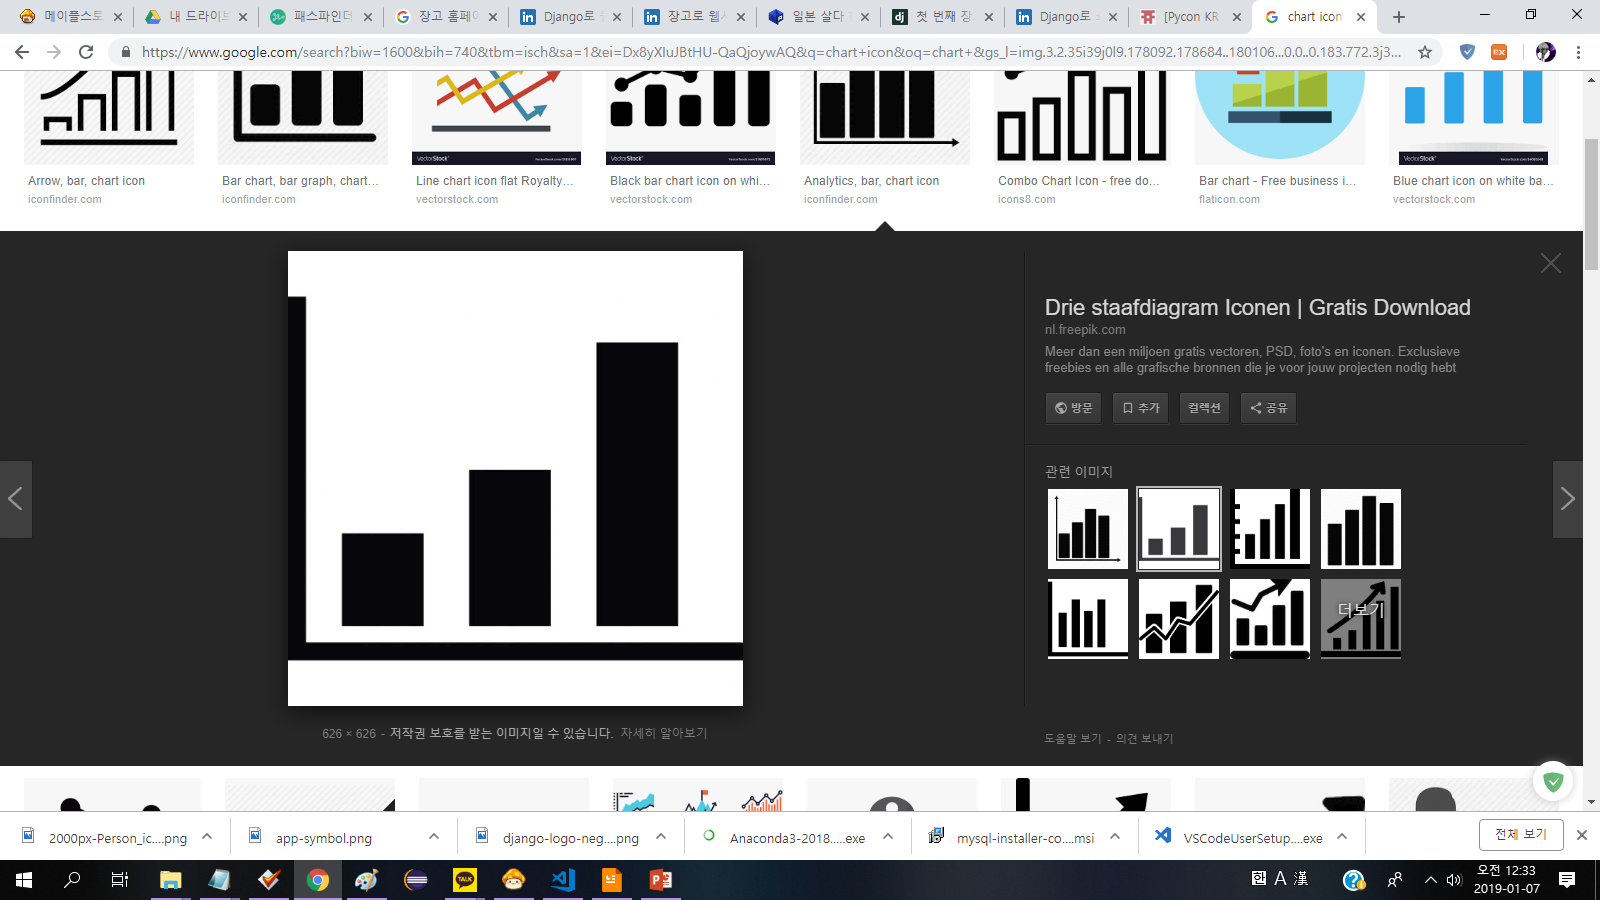 메이플스토
내 드라이브
패스파인더
장고 홈페이
Django로
장고로 웹사
일본 살다
첫 번째 장
Django로
[Pycon KR
chart icon
https://www.google.com/search?biw=1600&bih=740&tbm=isch&sa=1&ei=Dx8yXIuJBtHU-QaQjoywAQ&q=chart+icon&oq=chart+&gs_l=img.3.2.35i39j0l9.178092.178684..180106...0.0..0.183.772.3j3...
Arrow, bar, chart icon
iconfinder.com
Bar chart, bar graph, chart...
iconfinder.com
Line chart icon flat Royalty...
vectorstock.com
Black bar chart icon on whi...
vectorstock.com
Analytics, bar, chart icon
iconfinder.com
Combo Chart Icon - free do...
icons8.com
Bar chart - Free business i...
flaticon.com
Blue chart icon on white ba...
vectorstock.com
VectorStock
VectorStock
VectorStock
Drie staafdiagram Iconen | Gratis Download
nl.freepik.com
Meer dan een miljoen gratis vectoren, PSD, foto's en iconen. Exclusieve
freebies en alle grafische bronnen die je voor jouw projecten nodig hebt
방문
추가
컬렉션
공유
관련 이미지
더보기
626 × 626 - 저작권 보호를 받는 이미지일 수 있습니다. 자세히 알아보기
도움말 보기 - 의견 보내기
2000px-Person_ic....png
app-symbol.png
django-logo-neg....png
Anaconda3-2018.....exe
mysql-installer-co....msi
VSCodeUserSetup....exe
전체 보기
TALK
한 A 漢
오전 12:33
2019-01-07